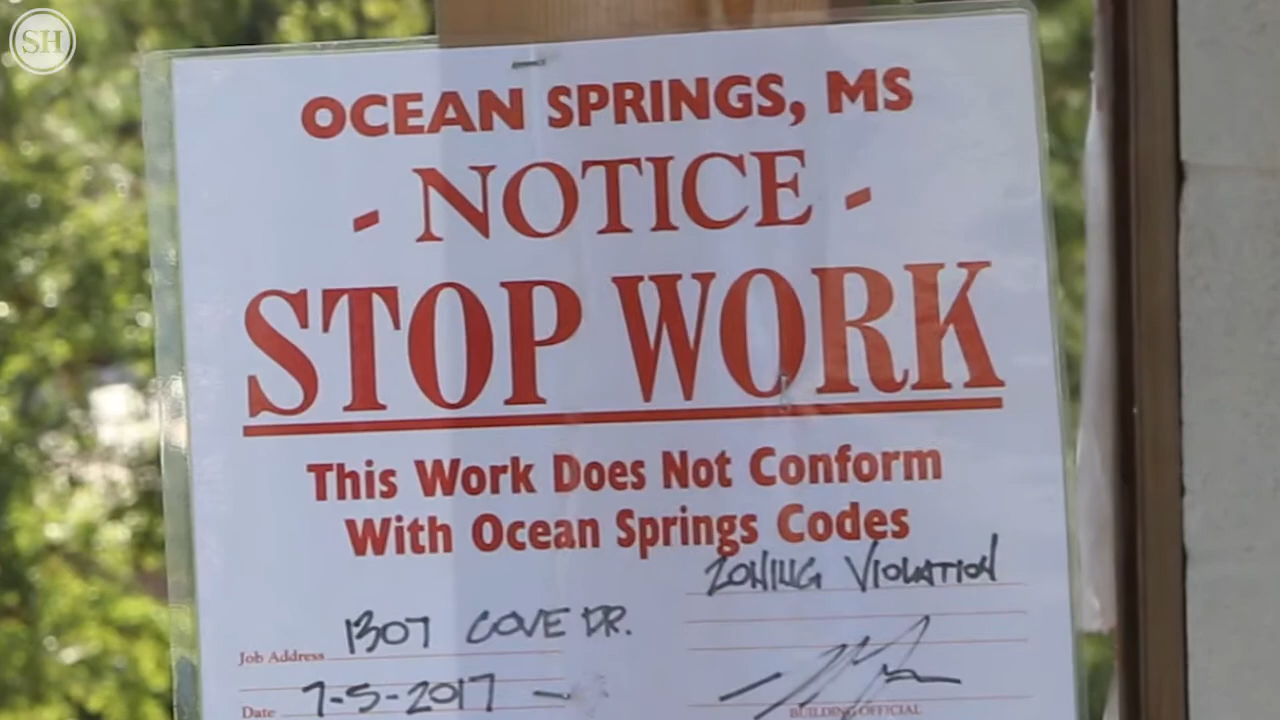 SH
OCEAN SPRINGS, MS
- NOTICE -
STOP WORK
This Work Does Not Conform
With Ocean Springs Codes
ZONING VIOLATION
Job Address 1307 COVE DR.
Date 7-5-2017
BUILDING OFFICIAL